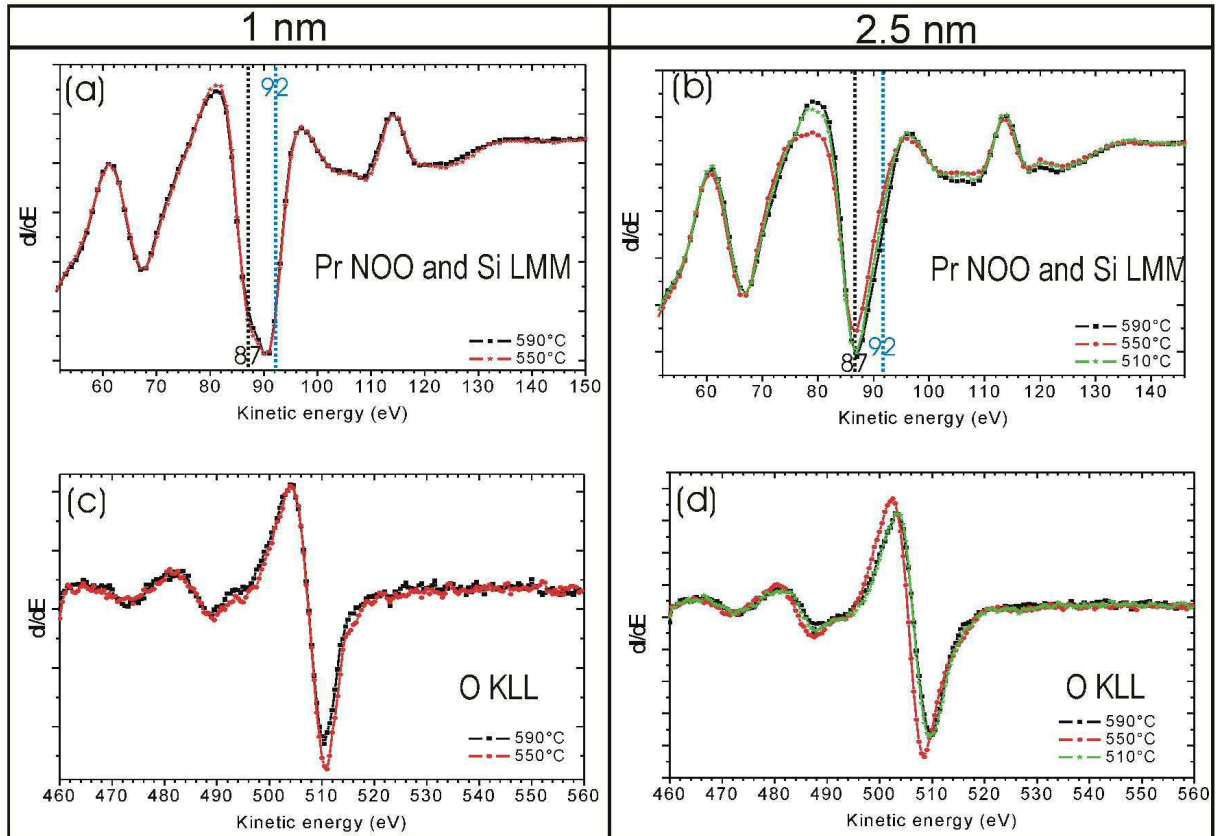 1 nm
2.5 nm
(a)
92
dI/dE
Pr NOO and Si LMM
87
590°C
550°C
60 70 80 90 100 110 120 130 140 150
Kinetic energy (eV)
(b)
dI/dE
Pr NOO and Si LMM
87
92
590°C
550°C
510°C
60 70 80 90 100 110 120 130 140
Kinetic energy (eV)
(c)
dI/dE
O KLL
590°C
550°C
460 470 480 490 500 510 520 530 540 550 560
Kinetic energy (eV)
(d)
dI/dE
O KLL
590°C
550°C
510°C
460 470 480 490 500 510 520 530 540 550 560
Kinetic energy (eV)